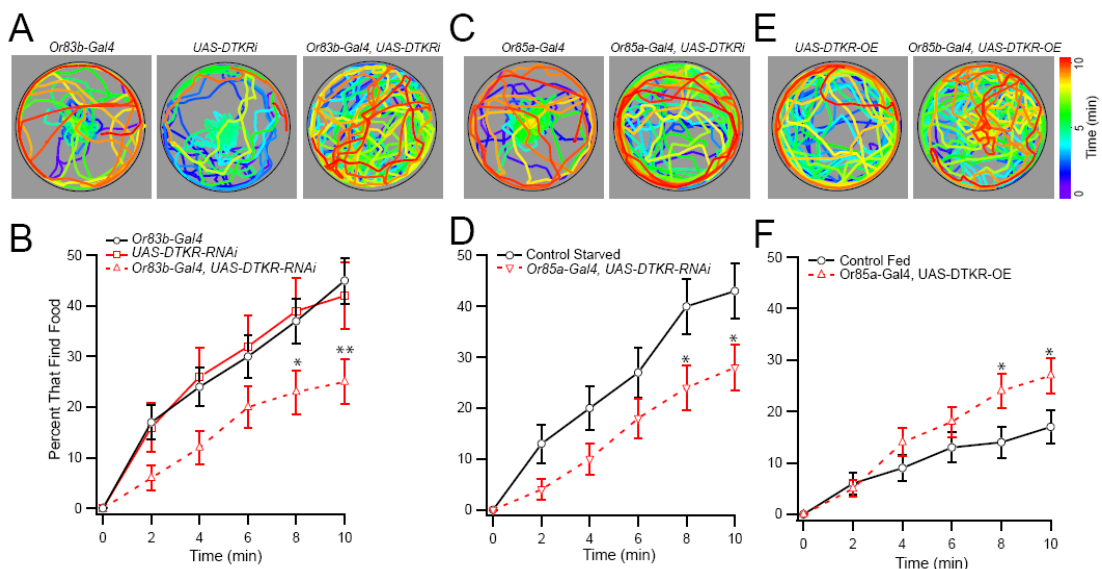 A
Or83b-Gal4
UAS-DTKRi
Or83b-Gal4, UAS-DTKRi
C
Or85a-Gal4
Or85a-Gal4, UAS-DTKRi
E
UAS-DTKR-OE
Or85b-Gal4, UAS-DTKR-OE
10
5
0
Time (min)
B
Or83b-Gal4
UAS-DTKR-RNAi
Or83b-Gal4, UAS-DTKR-RNAi
50
40
30
20
10
0
Percent That Find Food
*
**
0 2 4 6 8 10
Time (min)
D
Control Starved
Or85a-Gal4, UAS-DTKR-RNAi
50
40
30
20
10
0
*
*
0 2 4 6 8 10
Time (min)
F
Control Fed
Or85a-Gal4, UAS-DTKR-OE
50
40
30
20
10
0
*
*
0 2 4 6 8 10
Time (min)